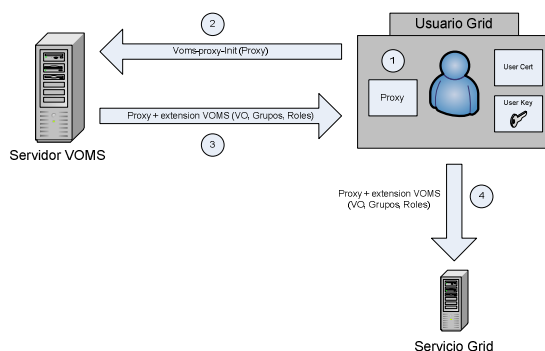 2
Usuario Grid
Voms-proxy-Init (Proxy)
1
User Cert
Proxy
User Key
Proxy + extension VOMS (VO, Grupos, Roles)
3
Servidor VOMS
Proxy + extension VOMS
(VO, Grupos, Roles)
4
Servicio Grid